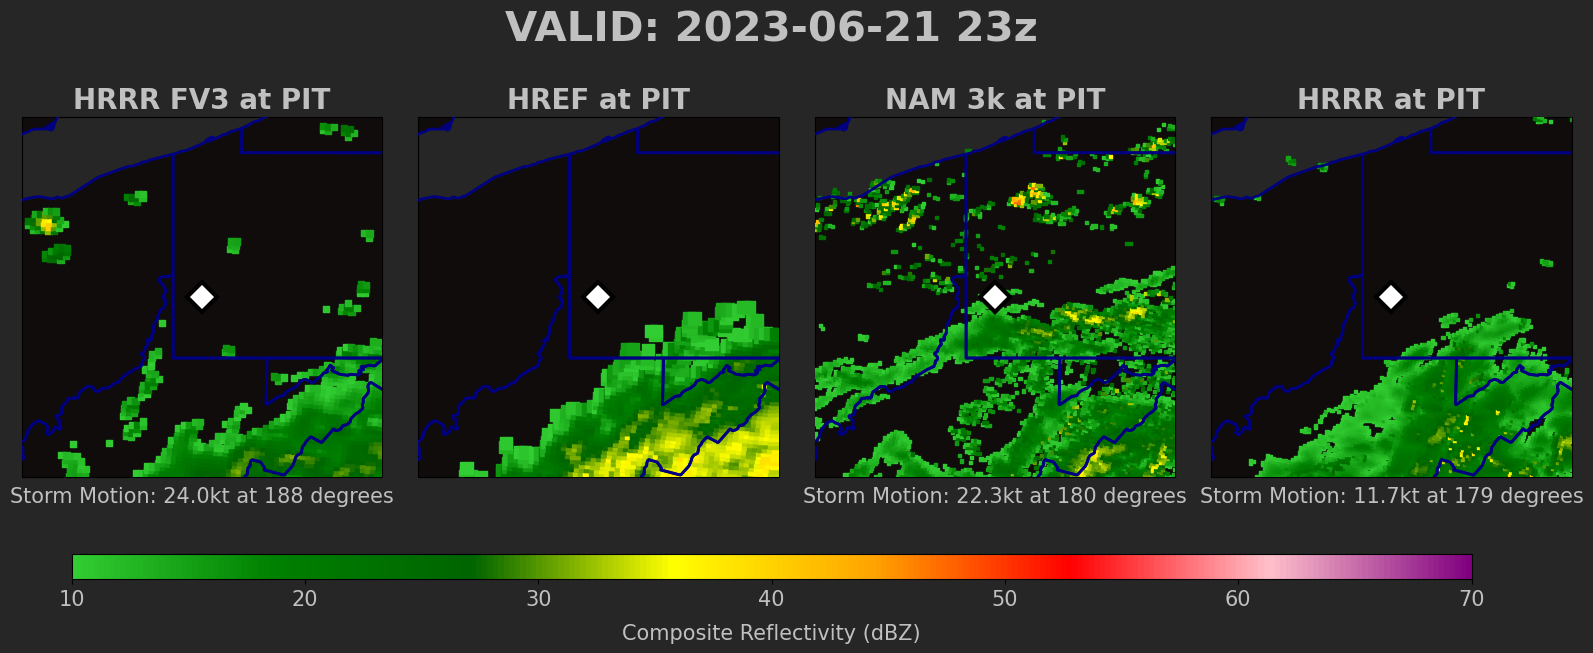 VALID: 2023-06-21 23z
HRRR FV3 at PIT
HREF at PIT
NAM 3k at PIT
HRRR at PIT
Storm Motion: 24.0kt at 188 degrees
Storm Motion: 22.3kt at 180 degrees
Storm Motion: 11.7kt at 179 degrees
10 20 30 40 50 60 70
Composite Reflectivity (dBZ)